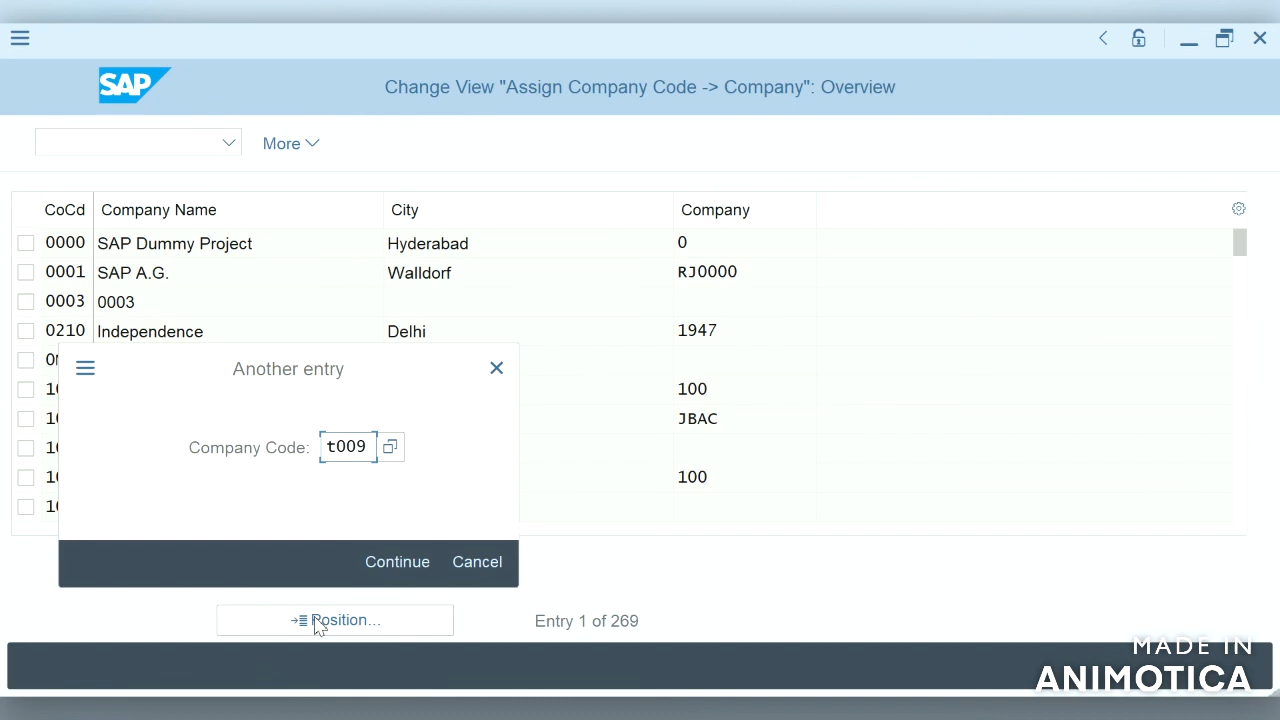 SAP
Change View "Assign Company Code -> Company": Overview
More
CoCd Company Name City Company
0000 SAP Dummy Project Hyderabad 0
0001 SAP A.G. Walldorf RJ0000
0003 0003
0210 Independence Delhi 1947
100
JBAC
100
Another entry
Company Code: t009
Continue Cancel
Position... Entry 1 of 269
MADE IN
ANIMOTICA